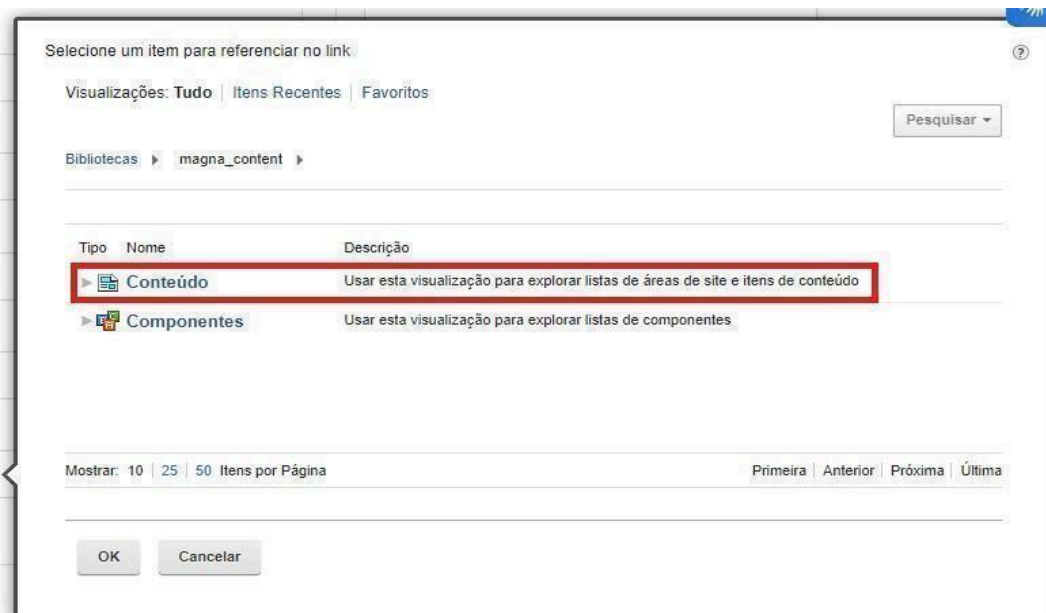 Selecione um item para referenciar no link
Visualizações: Tudo | Itens Recentes | Favoritos
Pesquisar
Bibliotecas magna_content
Tipo Nome Descrição
Conteúdo Usar esta visualização para explorar listas de áreas de site e itens de conteúdo
Componentes Usar esta visualização para explorar listas de componentes
Mostrar: 10 | 25 | 50 Itens por Página Primeira | Anterior | Próxima | Última
OK Cancelar